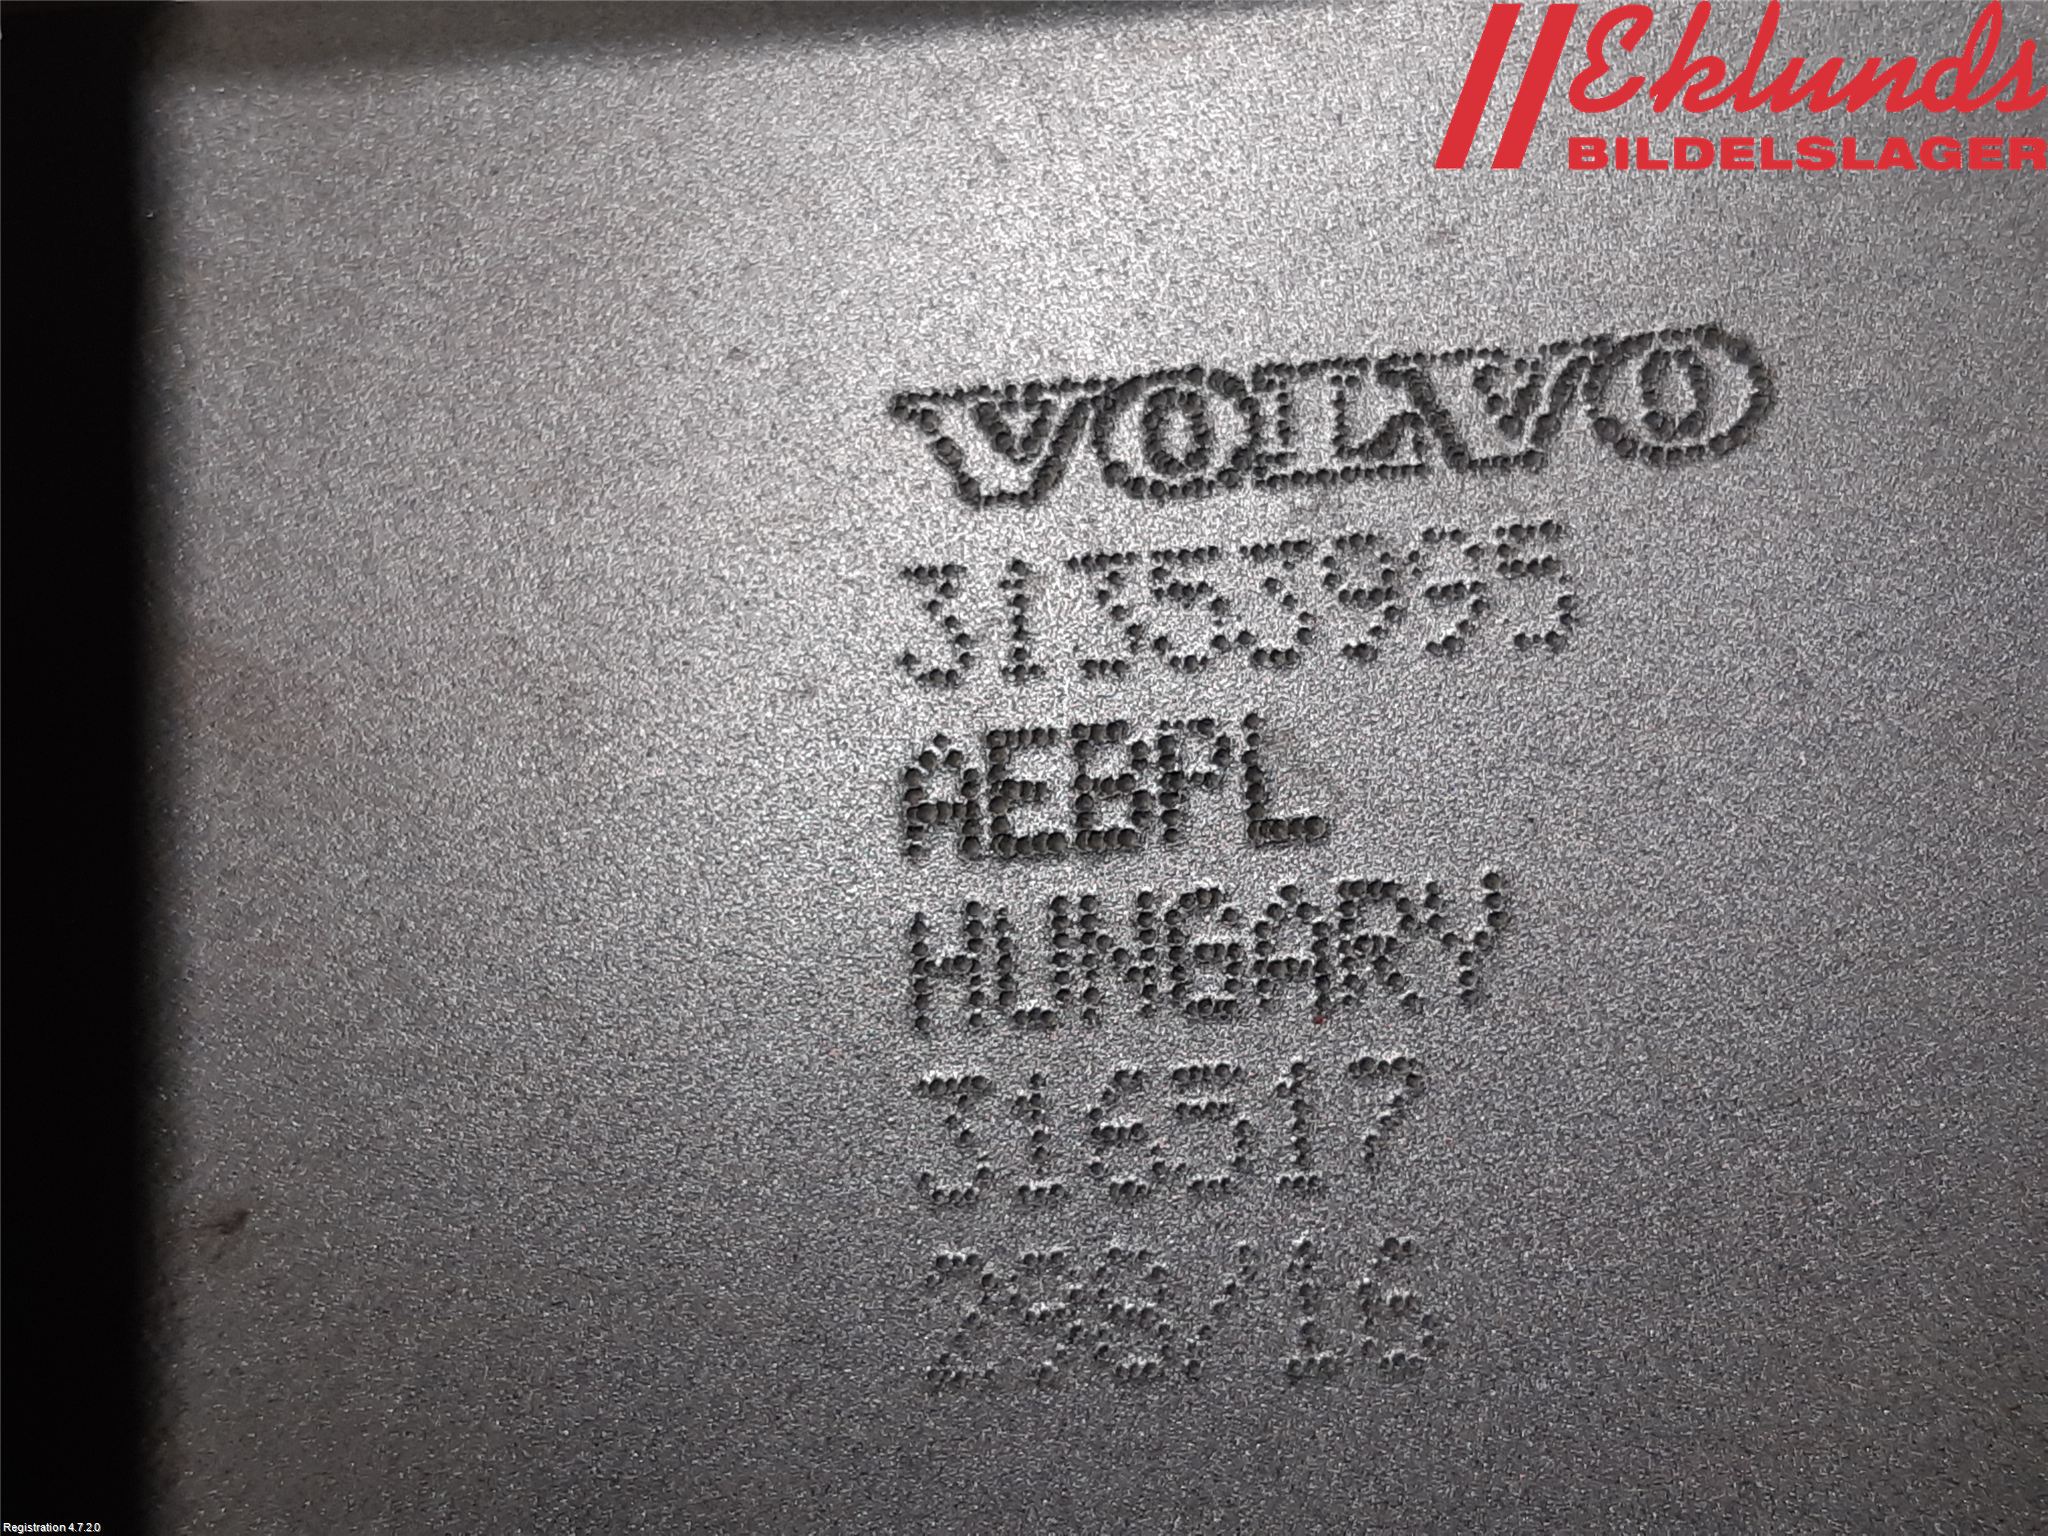 Eklunds
BILDELSLAGER
VOLVO
31353995
AEBPL
HUNGARY
316517
Registration 4.7.2.0